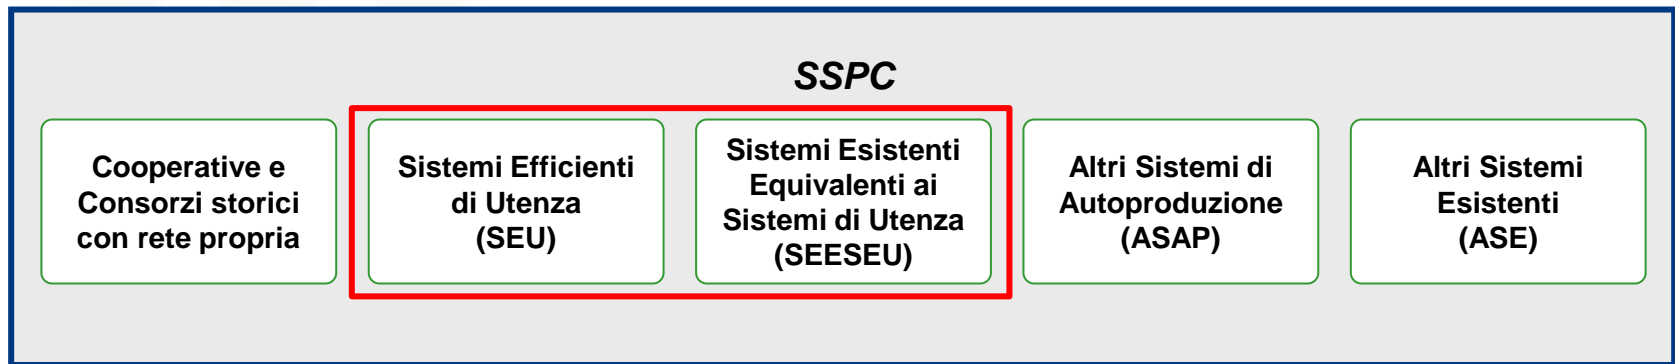 SSPC
Cooperative e
Consorzi storici
con rete propria
Sistemi Efficienti
di Utenza
(SEU)
Sistemi Esistenti
Equivalenti ai
Sistemi di Utenza
(SEESEU)
Altri Sistemi di
Autoproduzione
(ASAP)
Altri Sistemi
Esistenti
(ASE)